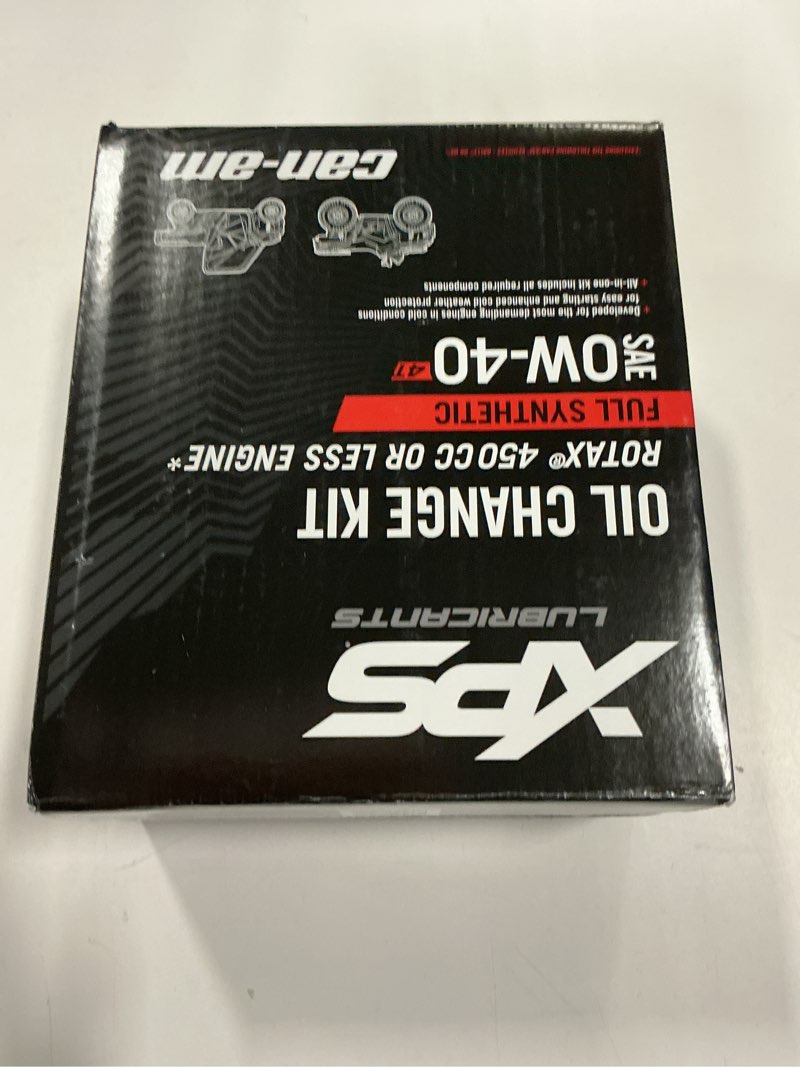 XPS
LUBRICANTS
OIL CHANGE KIT
ROTAX® 450 CC OR LESS ENGINE*
FULL SYNTHETIC
SAE 0W-40 4T
+ Developed for the most demanding engines in cold conditions
for easy starting and enhanced cold weather protection
+ All-in-one kit includes all required components
can-am